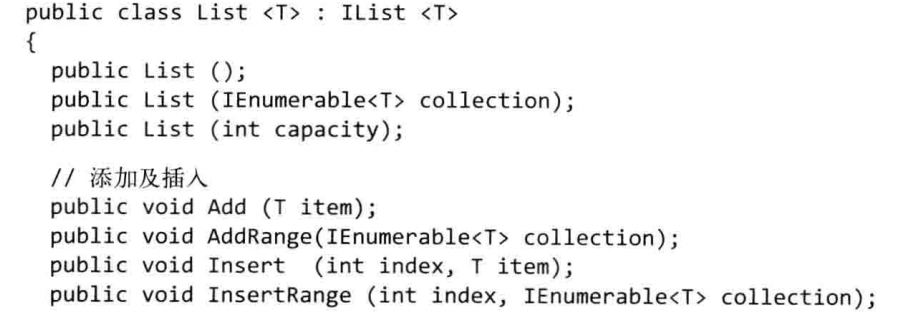 public class List <T> : IList <T>
{
public List ();
public List (IEnumerable<T> collection);
public List (int capacity);
// 添加及插入
public void Add (T item);
public void AddRange(IEnumerable<T> collection);
public void Insert  (int index, T item);
public void InsertRange (int index, IEnumerable<T> collection);